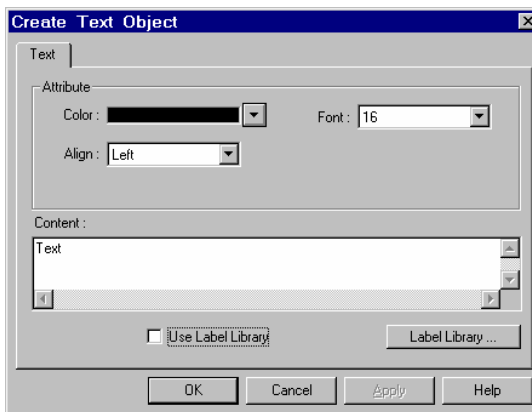 Create Text Object
Text
Attribute
Color : Font : 16
Align : Left
Content :
Text
Use Label Library Label Library ...
OK Cancel Apply Help